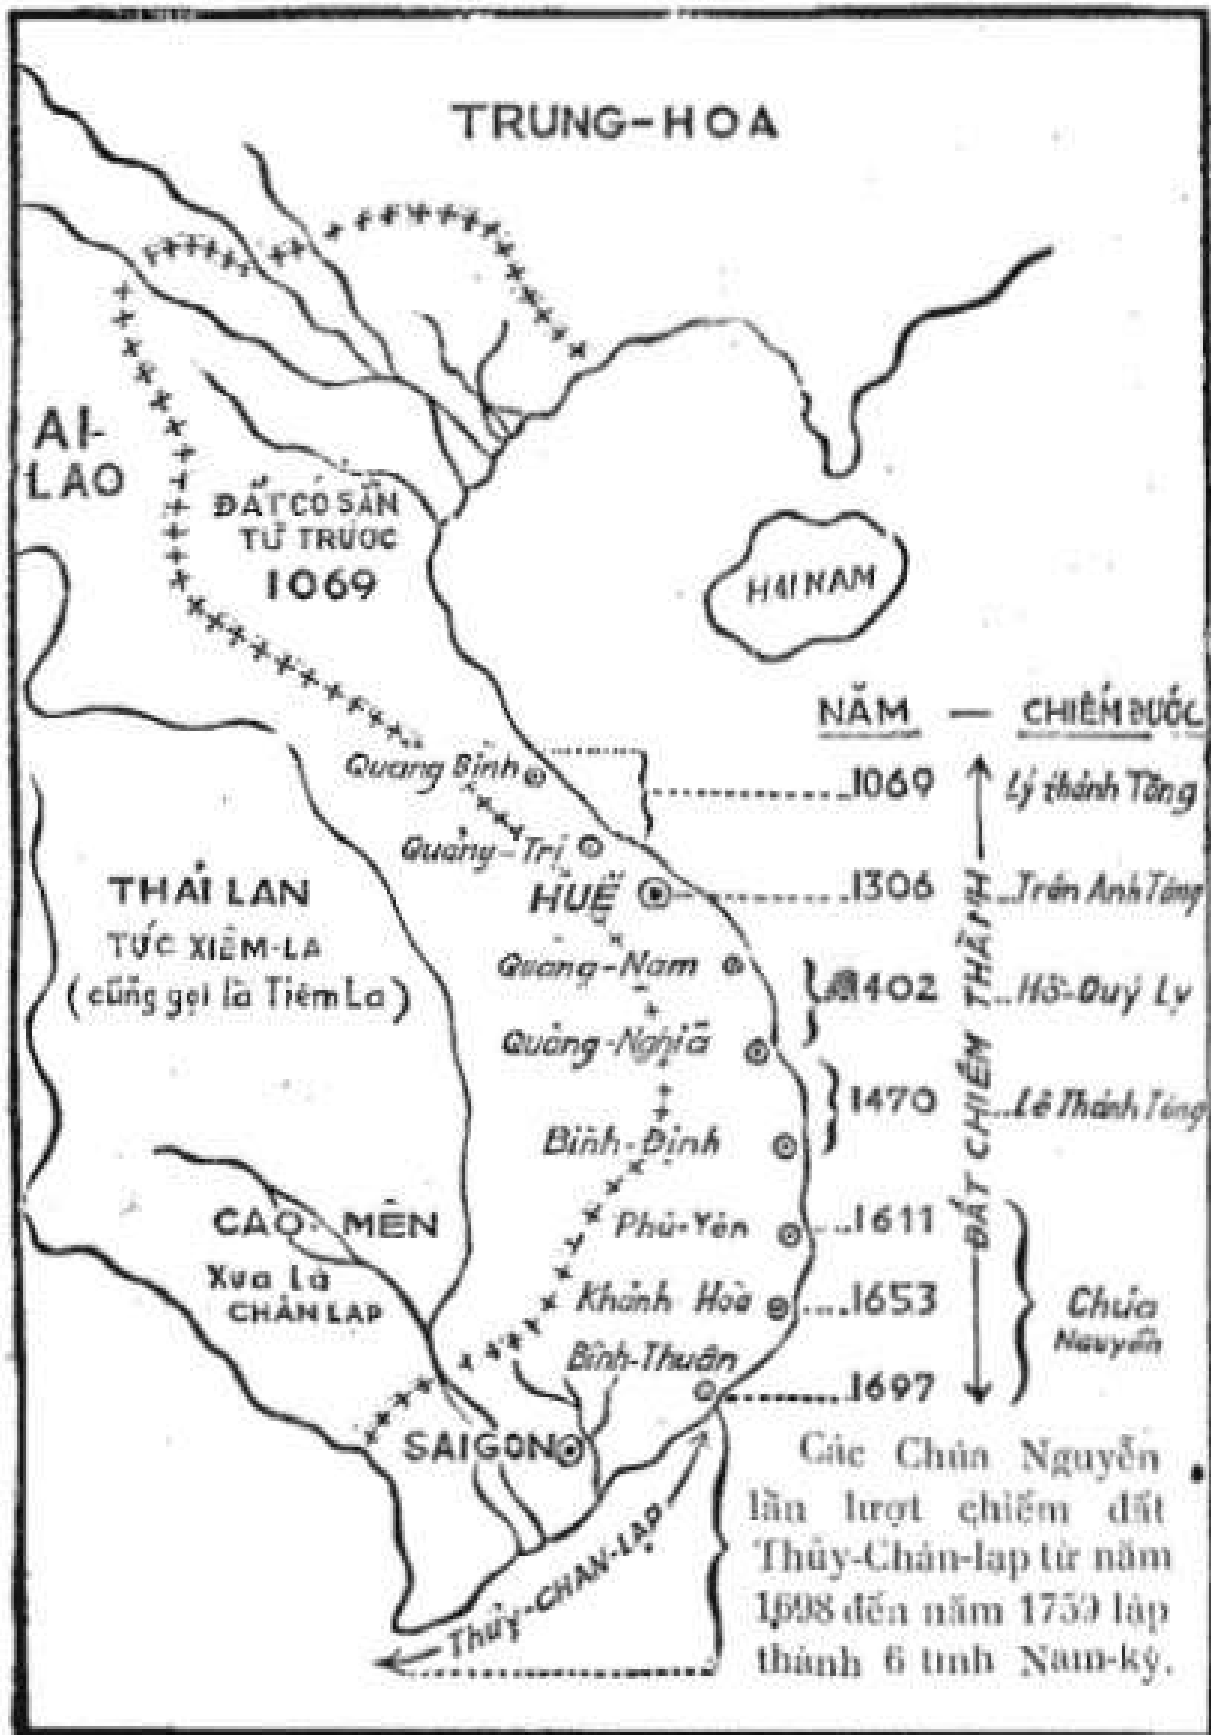 TRUNG-HOA
AI-
LAO
ĐẤT CÓ SẴN
TỪ TRƯỚC
1069
HẢI NAM
NĂM — CHIẾM ĐƯỢC
Quảng Bình
1069 Lý thánh Tông
Quảng-Trị
HUẾ
1306 Trần Anh Tông
THÁI LAN
TỨC XIÊM-LA
(cũng gọi là Tiêm La)
Quảng-Nam
1402 Hồ-Quý Ly
Quảng-Nghĩa
1470 Lê Thánh Tông
Bình-Định
ĐẤT CHIÊM THÀNH
CAO-MÊN
Xưa Là
CHÂN LẠP
Phú-Yên
1611
Khánh Hòa
1653
Chúa
Nguyễn
Bình-Thuận
1697
SAIGON
THỦY-CHÂN-LẠP
Các Chúa Nguyễn
lần lượt chiếm đất
Thủy-Chân-lạp từ năm
1698 đến năm 1759 lập
thành 6 tỉnh Nam-kỳ.